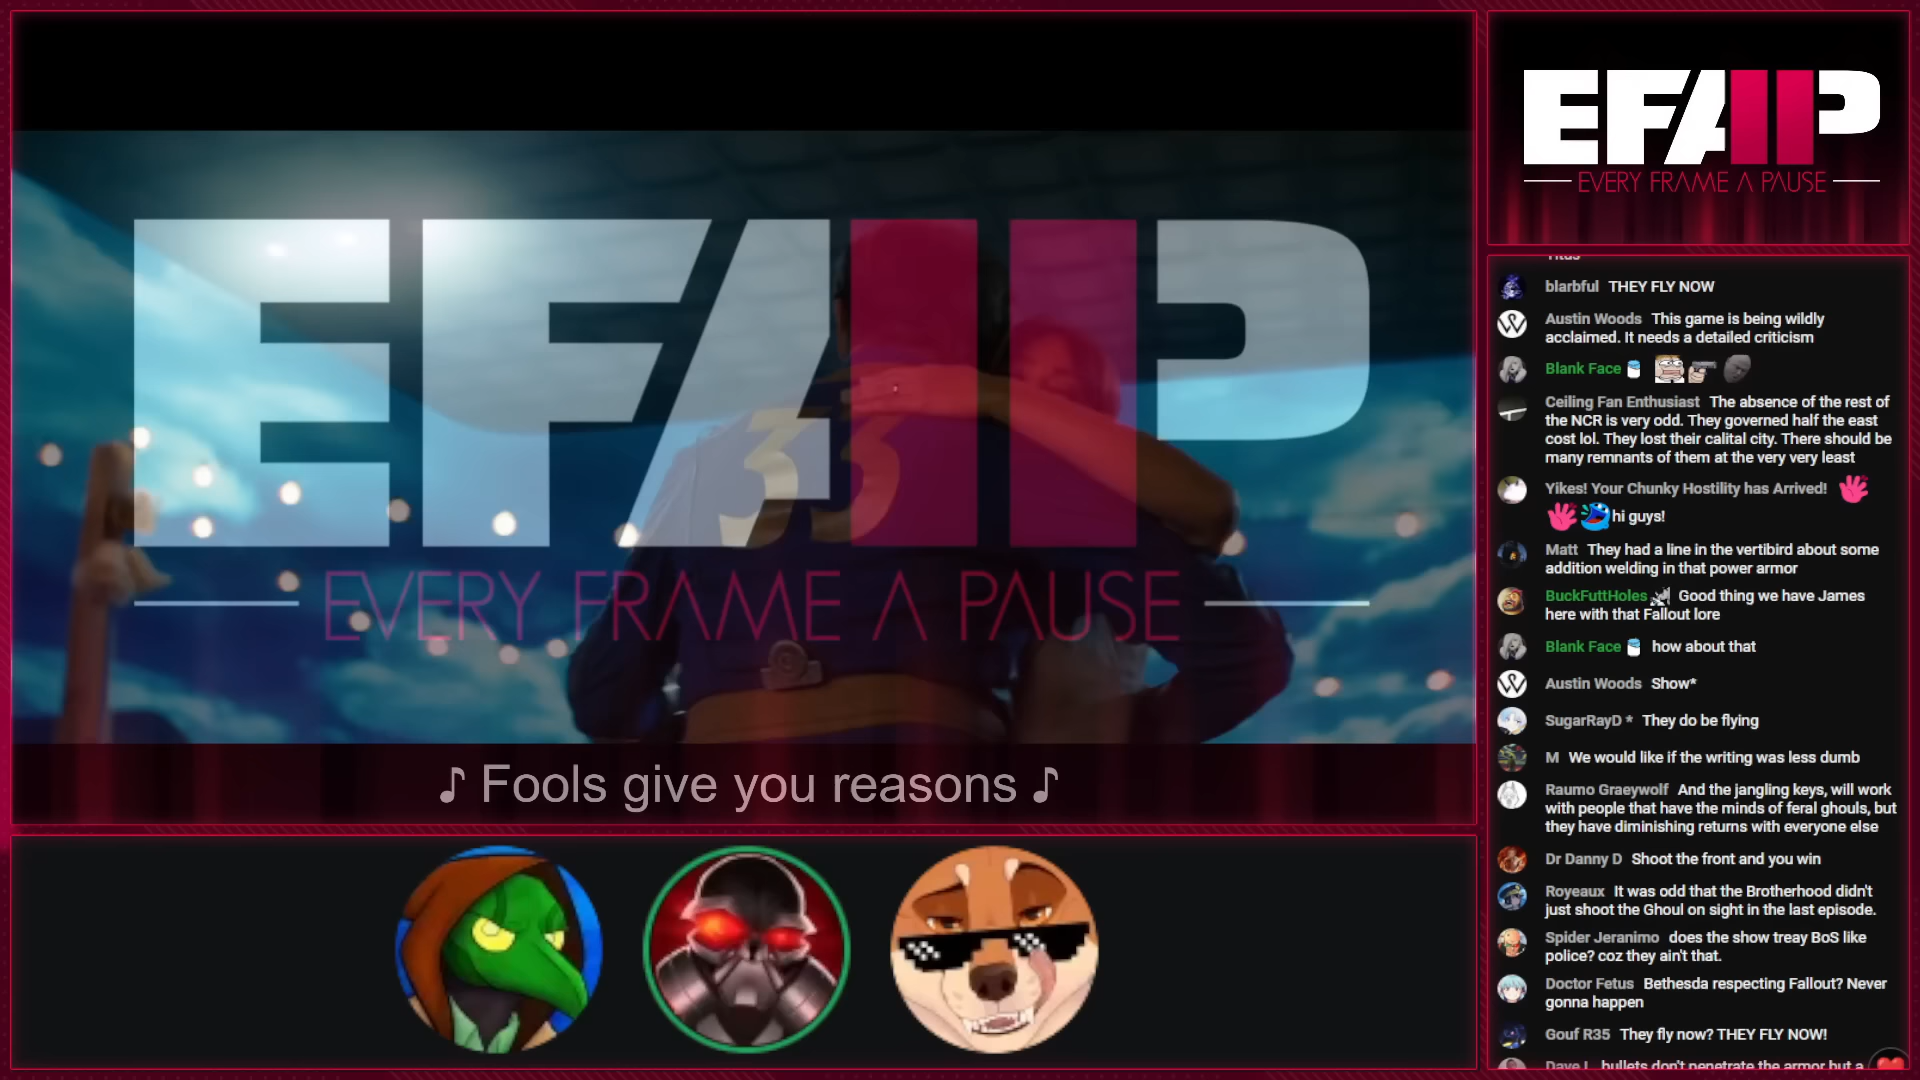 EFAP
EVERY FRAME A PAUSE
33
♪ Fools give you reasons ♪
EFAP
EVERY FRAME A PAUSE
Titus
blarbful THEY FLY NOW
Austin Woods This game is being wildly
acclaimed. It needs a detailed criticism
Blank Face
Ceiling Fan Enthusiast The absence of the rest of
the NCR is very odd. They governed half the east
cost lol. They lost their calital city. There should be
many remnants of them at the very very least
Yikes! Your Chunky Hostility has Arrived!
hi guys!
Matt They had a line in the vertibird about some
addition welding in that power armor
BuckFuttHoles Good thing we have James
here with that Fallout lore
Blank Face how about that
Austin Woods Show*
SugarRayD * They do be flying
M We would like if the writing was less dumb
Raumo Graeywolf And the jangling keys, will work
with people that have the minds of feral ghouls, but
they have diminishing returns with everyone else
Dr Danny D Shoot the front and you win
Royeaux It was odd that the Brotherhood didn't
just shoot the Ghoul on sight in the last episode.
Spider Jeranimo does the show treay BoS like
police? coz they ain't that.
Doctor Fetus Bethesda respecting Fallout? Never
gonna happen
Gouf R35 They fly now? THEY FLY NOW!
Dave L bullets don't penetrate the armor but a